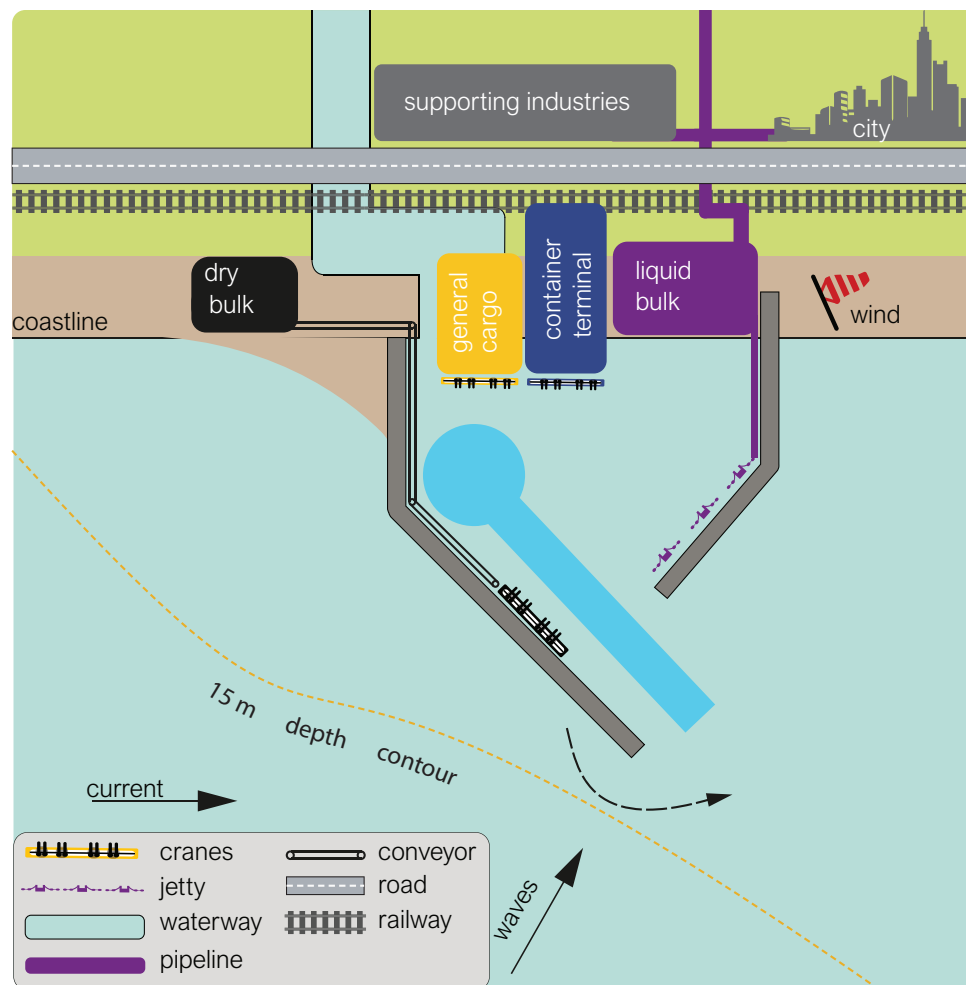 supporting industries
city
dry
bulk
general
cargo
container
terminal
liquid
bulk
wind
coastline
15 m depth contour
current
waves
cranes
conveyor
jetty
road
waterway
railway
pipeline